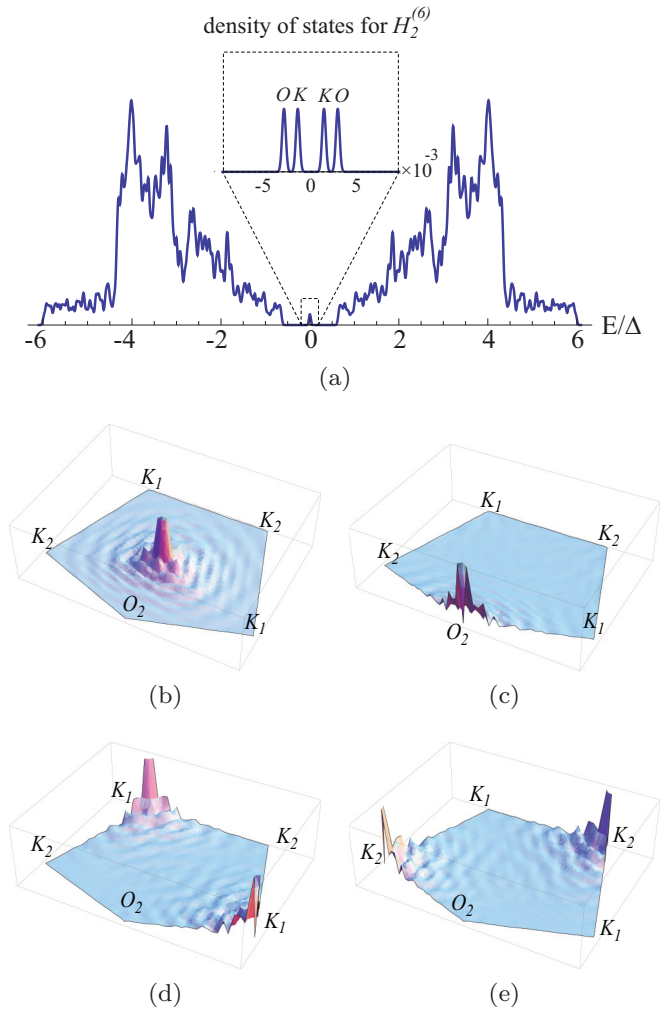 density of states for H₂⁽⁶⁾
O K K O
×10⁻³
-5 0 5
-6 -4 -2 0 2 4 6 E/Δ
(a)
K₁
K₂
K₂
O₂
K₁
(b)
K₁
K₂
K₂
K₁
O₂
(c)
K₁
K₂
K₂
O₂
K₁
(d)
K₁
K₂
K₂
O₂
K₁
(e)